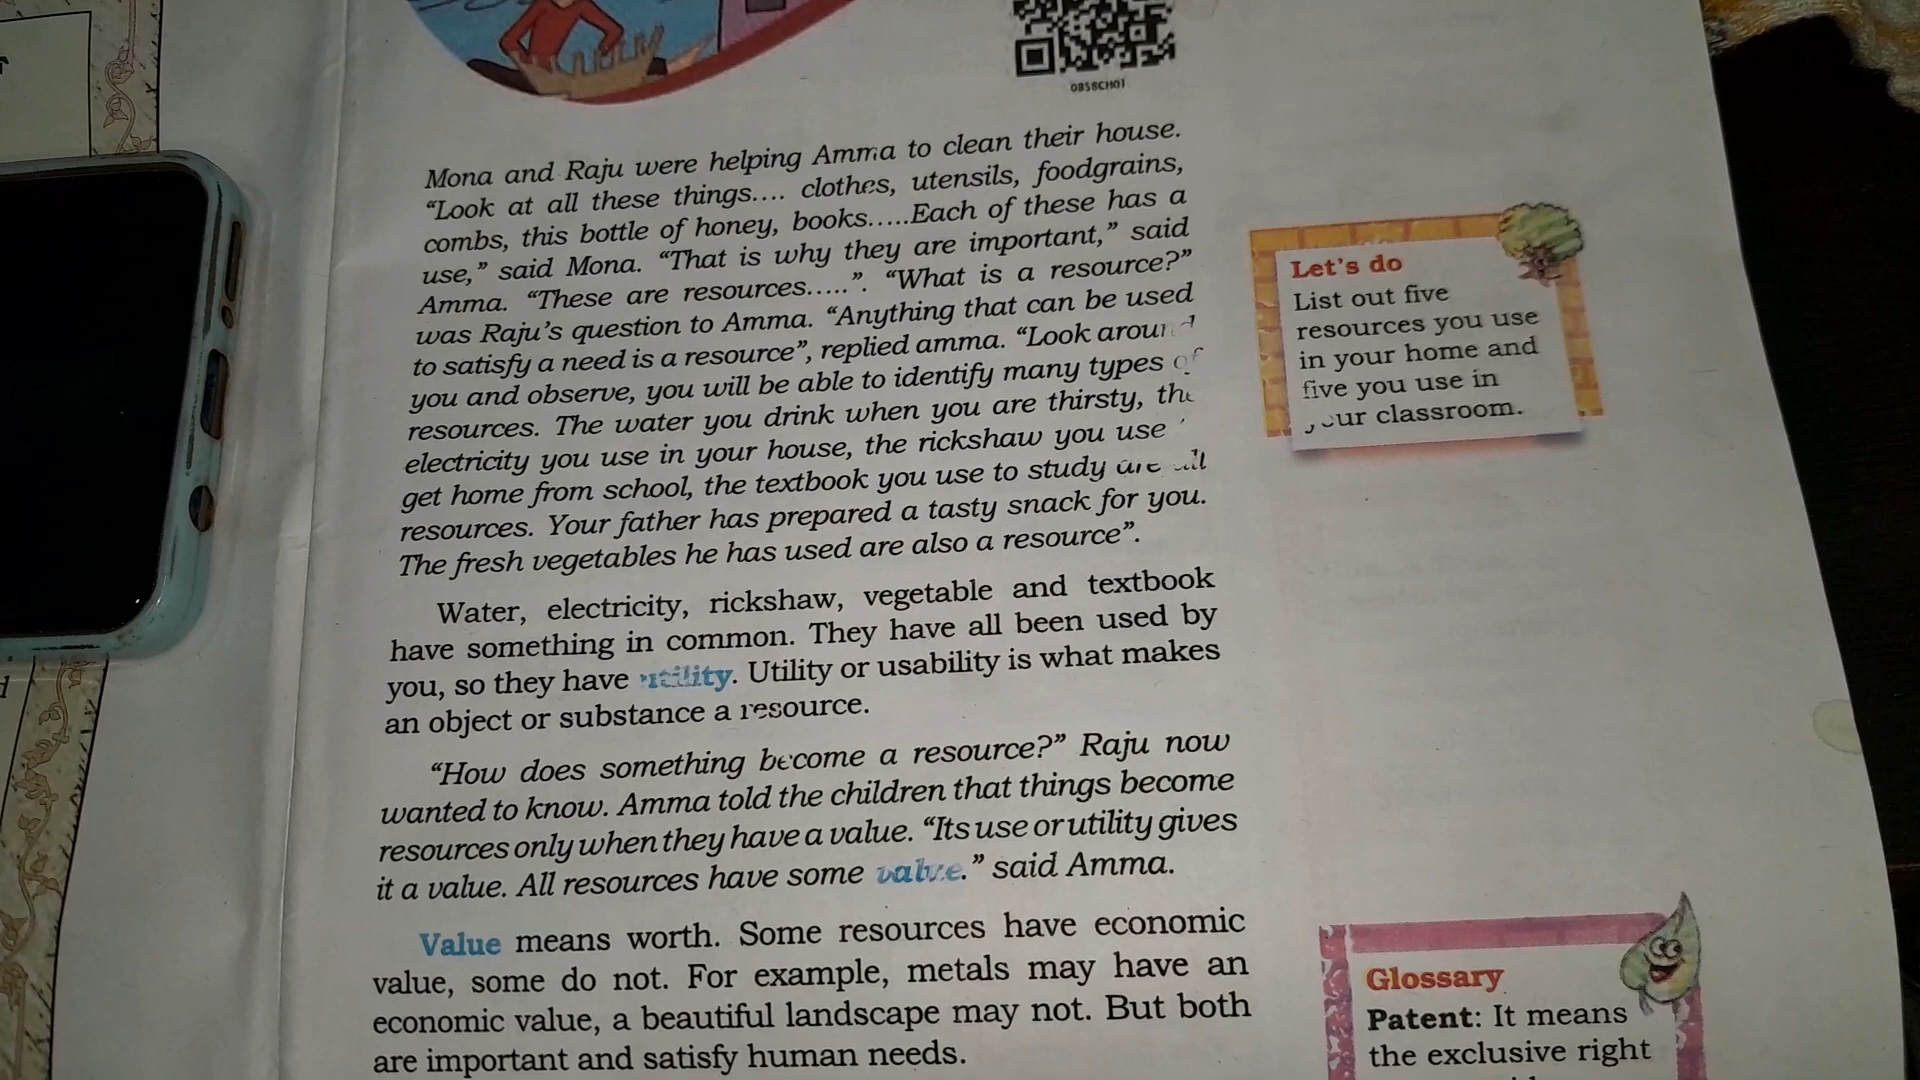 0858CH01
Mona and Raju were helping Amma to clean their house.
“Look at all these things.... clothes, utensils, foodgrains,
combs, this bottle of honey, books.....Each of these has a
use,” said Mona. “That is why they are important,” said
Amma. “These are resources.....”. “What is a resource?”
was Raju’s question to Amma. “Anything that can be used
to satisfy a need is a resource”, replied amma. “Look around
you and observe, you will be able to identify many types of
resources. The water you drink when you are thirsty, the
electricity you use in your house, the rickshaw you use
get home from school, the textbook you use to study are all
resources. Your father has prepared a tasty snack for you.
The fresh vegetables he has used are also a resource”.
Water, electricity, rickshaw, vegetable and textbook
have something in common. They have all been used by
you, so they have utility. Utility or usability is what makes
an object or substance a resource.
“How does something become a resource?” Raju now
wanted to know. Amma told the children that things become
resources only when they have a value. “Its use or utility gives
it a value. All resources have some value.” said Amma.
Value means worth. Some resources have economic
value, some do not. For example, metals may have an
economic value, a beautiful landscape may not. But both
are important and satisfy human needs.
Let’s do
List out five
resources you use
in your home and
five you use in
your classroom.
Glossary
Patent: It means
the exclusive right